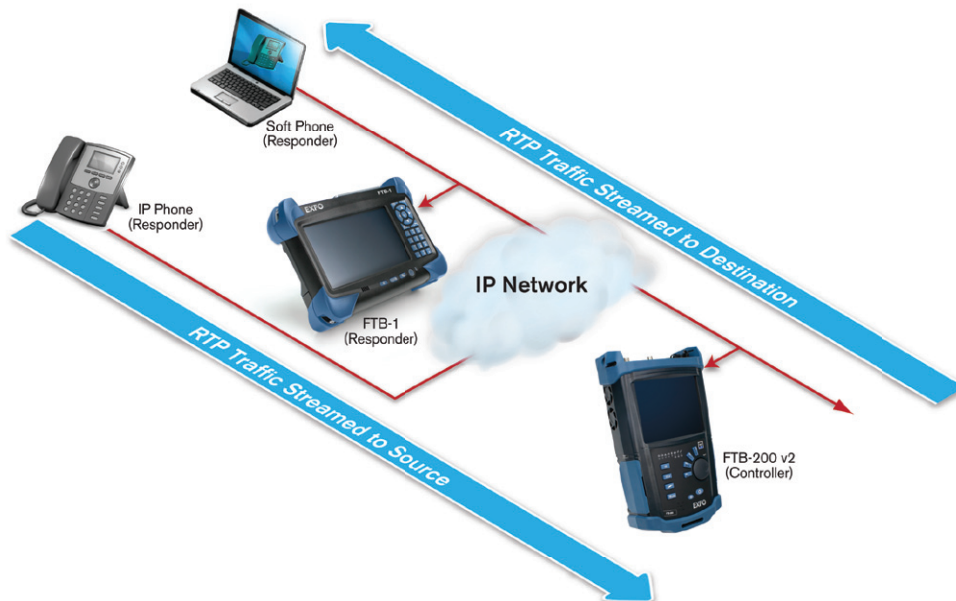 Soft Phone
(Responder)
RTP Traffic Streamed to Destination
IP Phone
(Responder)
EXFO
FTB-1
IP Network
FTB-1
(Responder)
RTP Traffic Streamed to Source
FTB-200 v2
(Controller)
EXFO